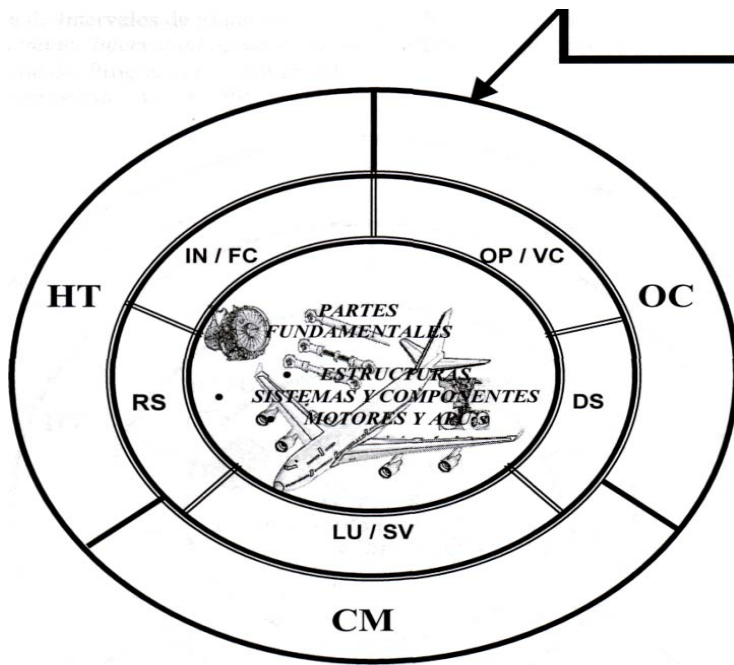 IN / FC
OP / VC
HT
OC
PARTES
FUNDAMENTALES
• ESTRUCTURAS
• SISTEMAS Y COMPONENTES
• MOTORES Y APUs
RS
DS
LU / SV
CM